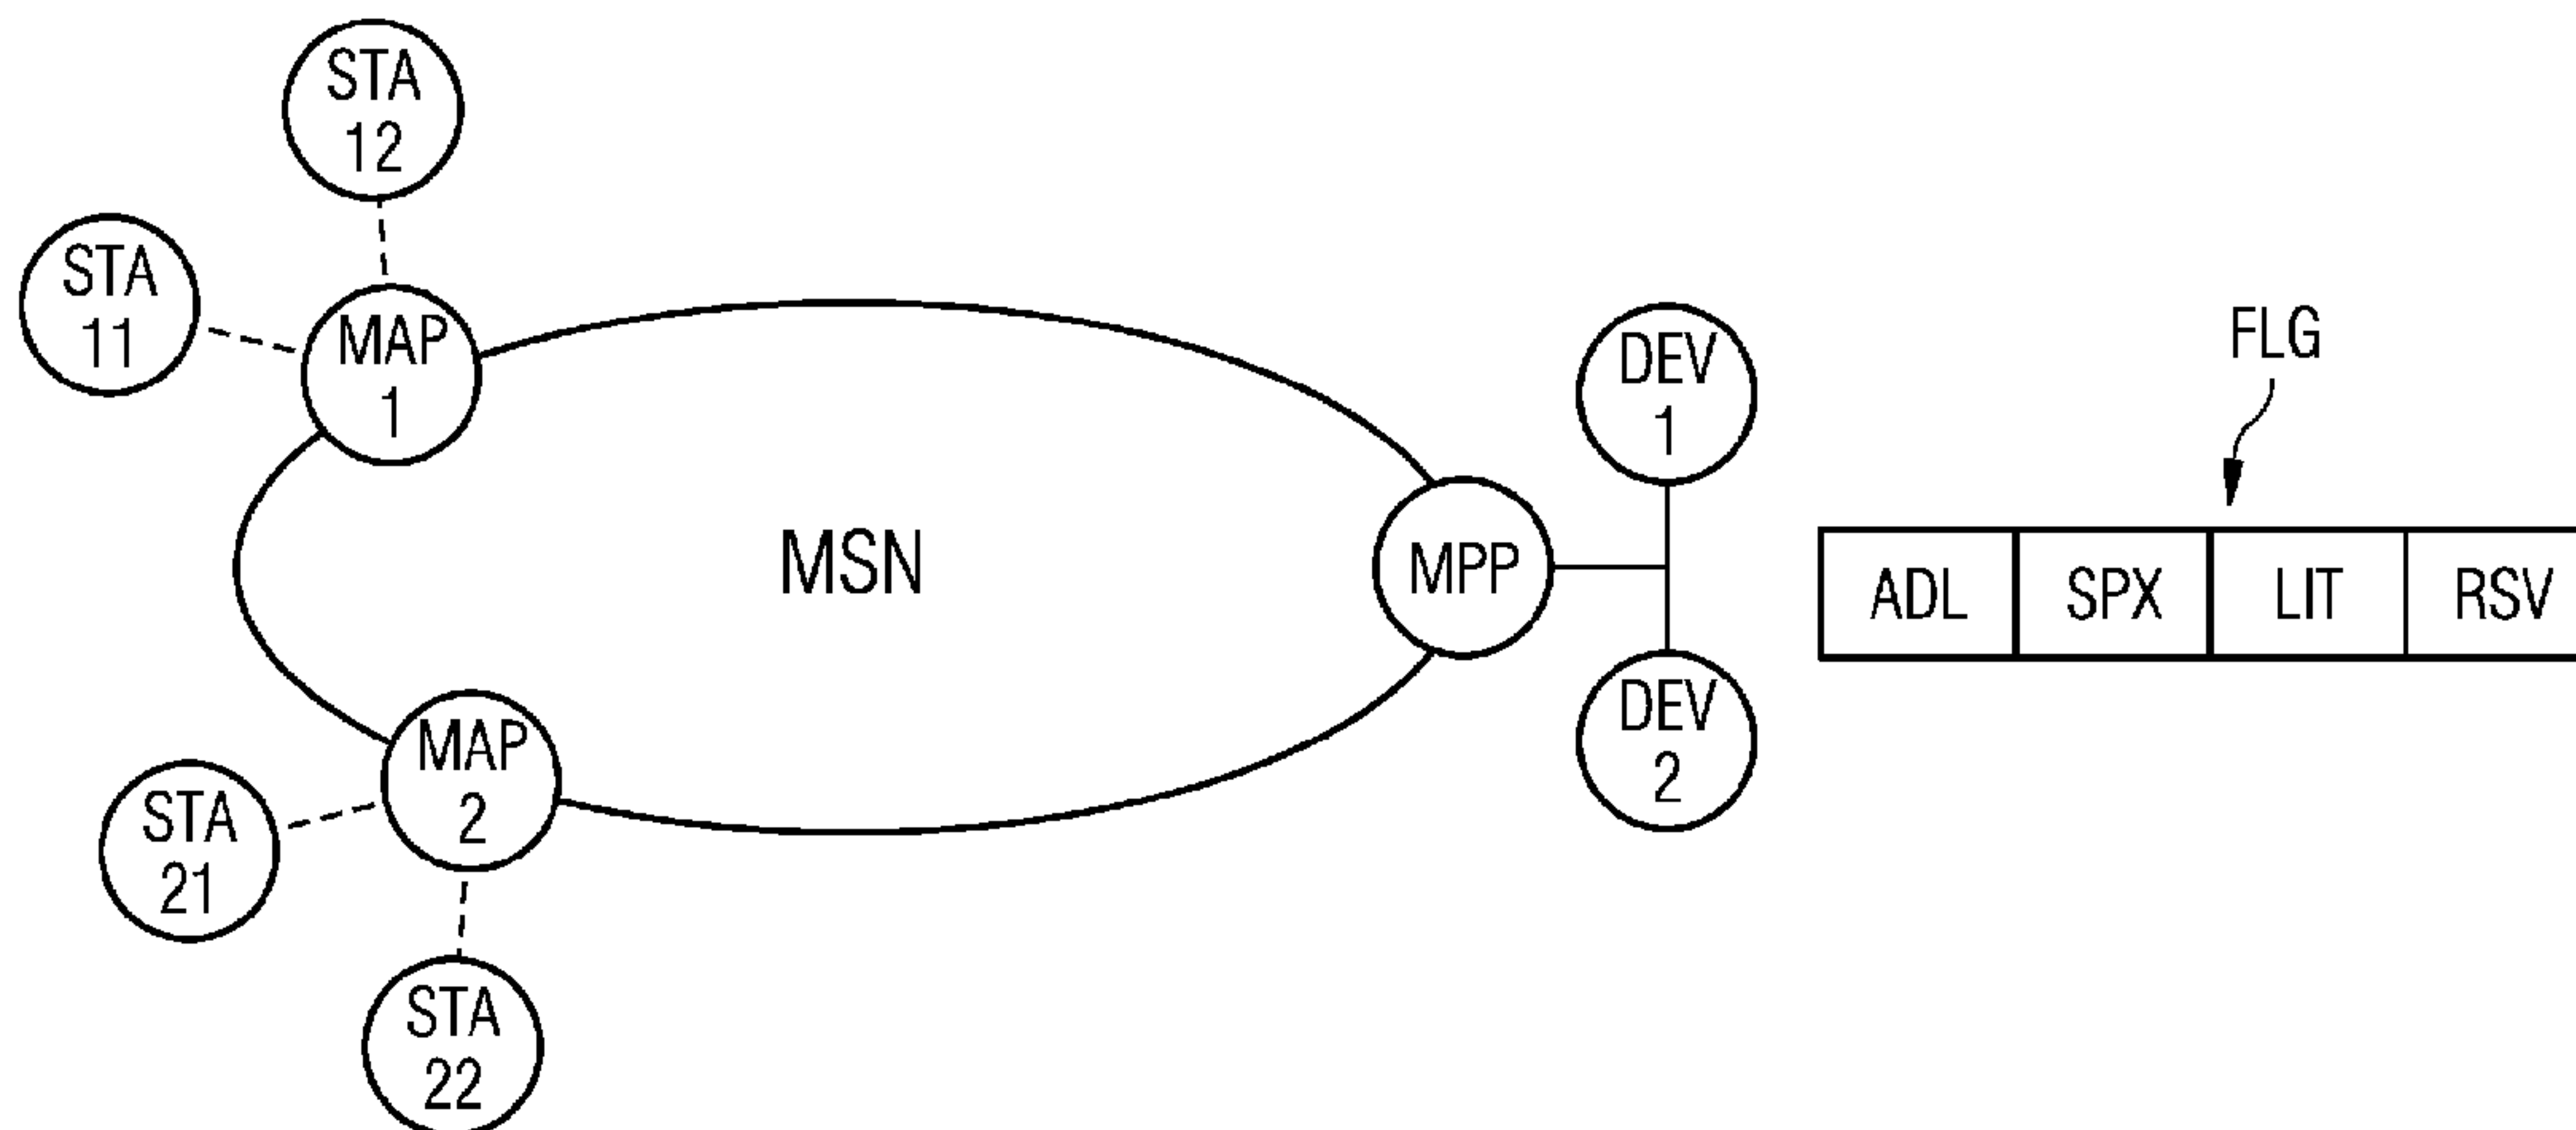 STA
12
STA
11
MAP
1
MSN
MPP
DEV
1
DEV
2
FLG
ADL SPX LIT RSV
MAP
2
STA
21
STA
22